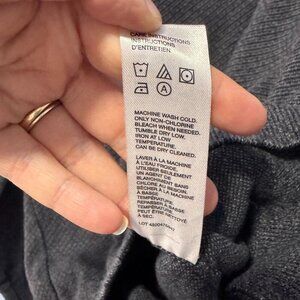 CARE INSTRUCTIONS
INSTRUCTIONS
D'ENTRETIEN.
A
MACHINE WASH COLD.
ONLY NON-CHLORINE
BLEACH WHEN NEEDED.
TUMBLE DRY LOW.
IRON AT LOW
TEMPERATURE.
CAN BE DRY CLEANED.
LAVER À LA MACHINE
À L'EAU FROIDE.
UTILISER SEULEMENT
UN AGENT DE
BLANCHIMENT SANS
CHLORE AU BESOIN.
SÉCHER À LA MACHINE
À BASSE
TEMPÉRATURE.
REPASSER À BASSE
TEMPÉRATURE.
PEUT ÊTRE NETTOYÉ
À SEC.
LOT